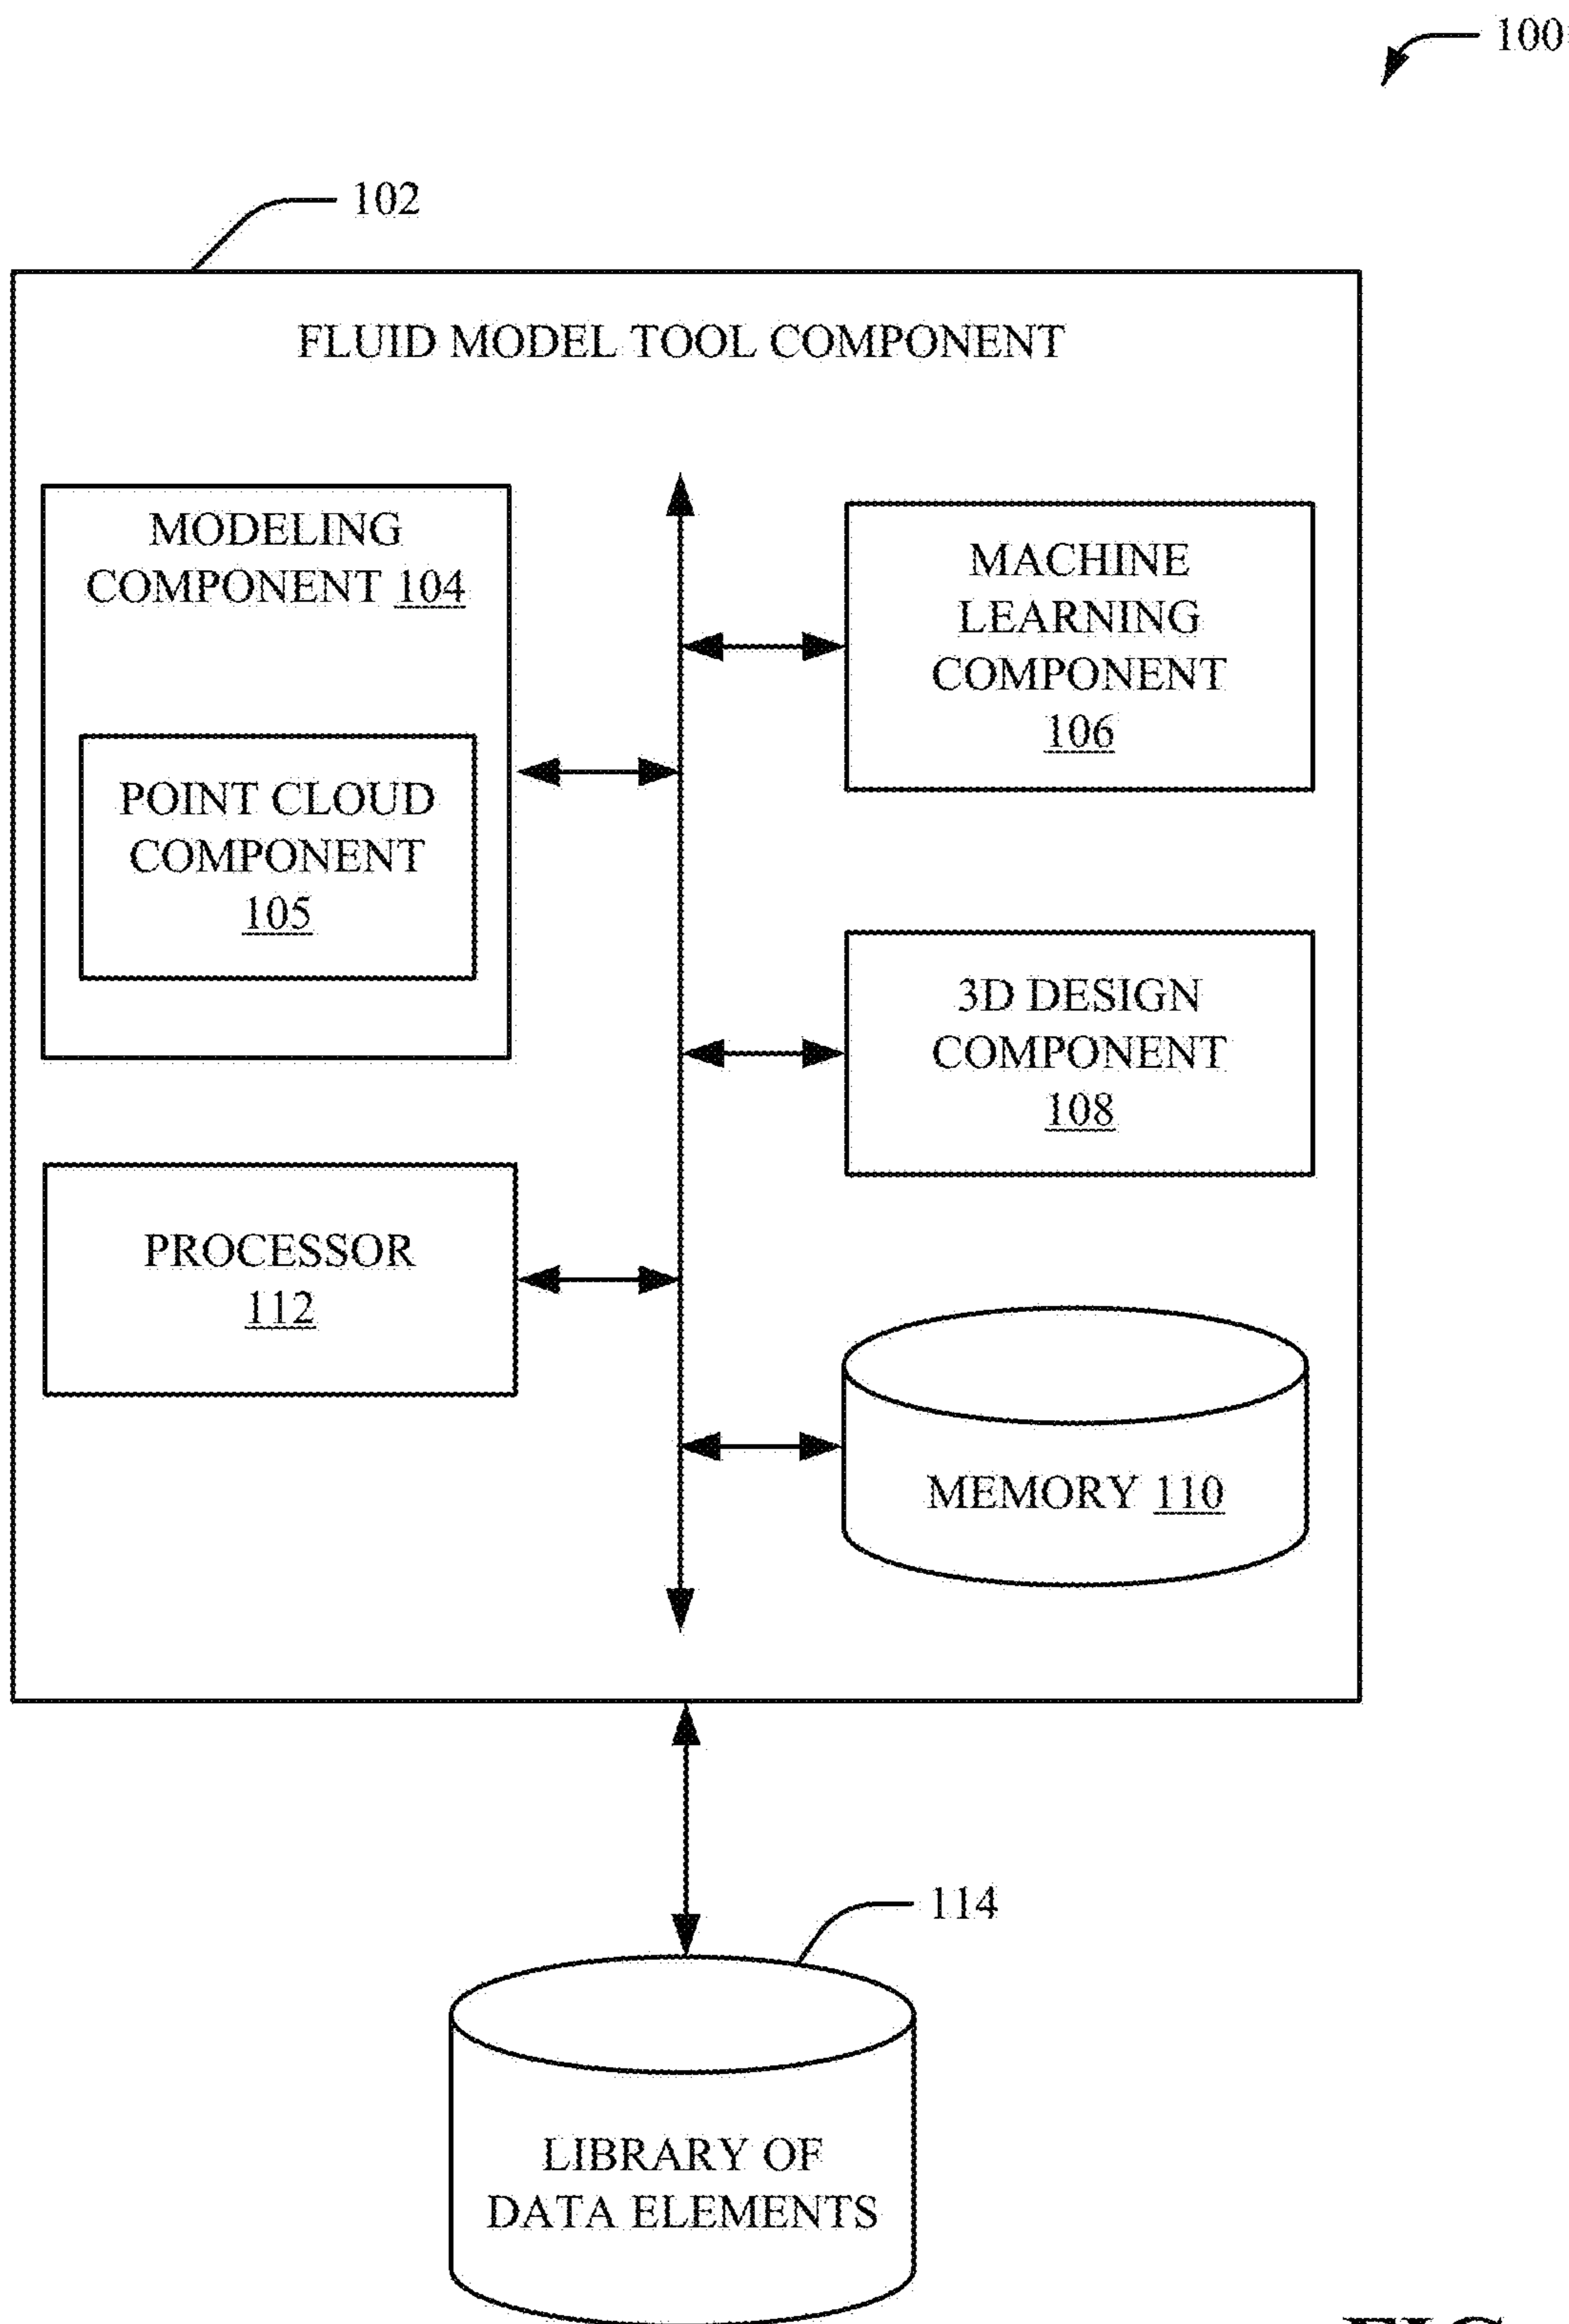 100
102
FLUID MODEL TOOL COMPONENT
MODELING
COMPONENT 104
POINT CLOUD
COMPONENT
105
MACHINE
LEARNING
COMPONENT
106
3D DESIGN
COMPONENT
108
PROCESSOR
112
MEMORY 110
114
LIBRARY OF
DATA ELEMENTS